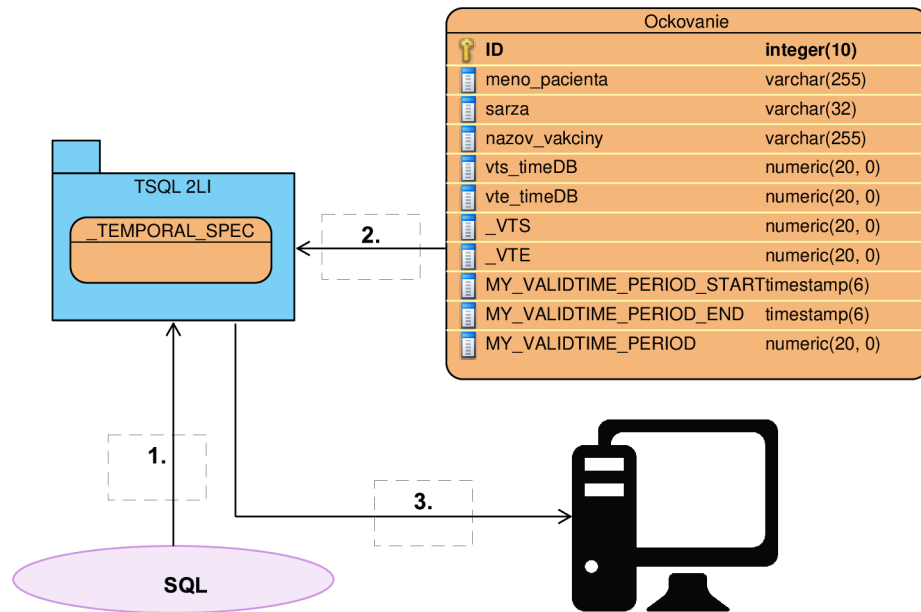 Ockovanie
ID integer(10)
meno_pacienta varchar(255)
sarza varchar(32)
nazov_vakciny varchar(255)
vts_timeDB numeric(20, 0)
vte_timeDB numeric(20, 0)
_VTS numeric(20, 0)
_VTE numeric(20, 0)
MY_VALIDTIME_PERIOD_START timestamp(6)
MY_VALIDTIME_PERIOD_END timestamp(6)
MY_VALIDTIME_PERIOD numeric(20, 0)
TSQL 2LI
_TEMPORAL_SPEC
2.
1.
3.
SQL